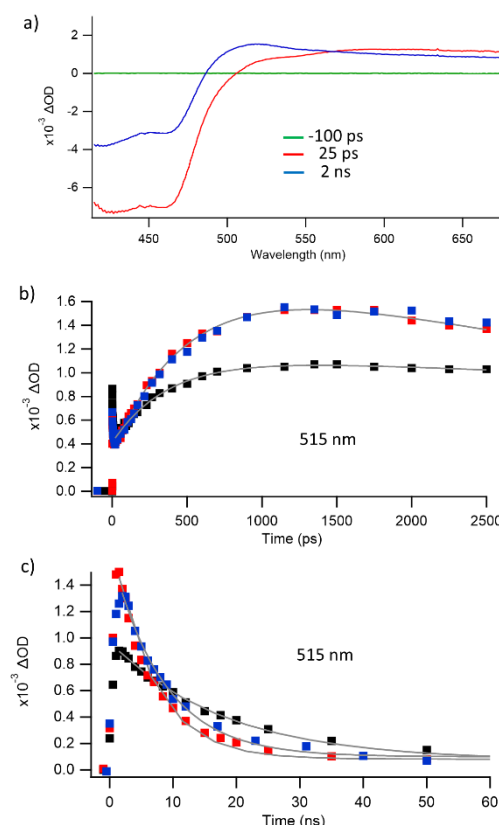 a)
x10⁻³ ΔOD
2
0
-2
-4
-6
-100 ps
25 ps
2 ns
450 500 550 600 650
Wavelength (nm)
b)
x10⁻³ ΔOD
1.6
1.4
1.2
1.0
0.8
0.6
0.4
0.2
0.0
515 nm
0 500 1000 1500 2000 2500
Time (ps)
c)
x10⁻³ ΔOD
1.4
1.2
1.0
0.8
0.6
0.4
0.2
0.0
515 nm
0 10 20 30 40 50 60
Time (ns)